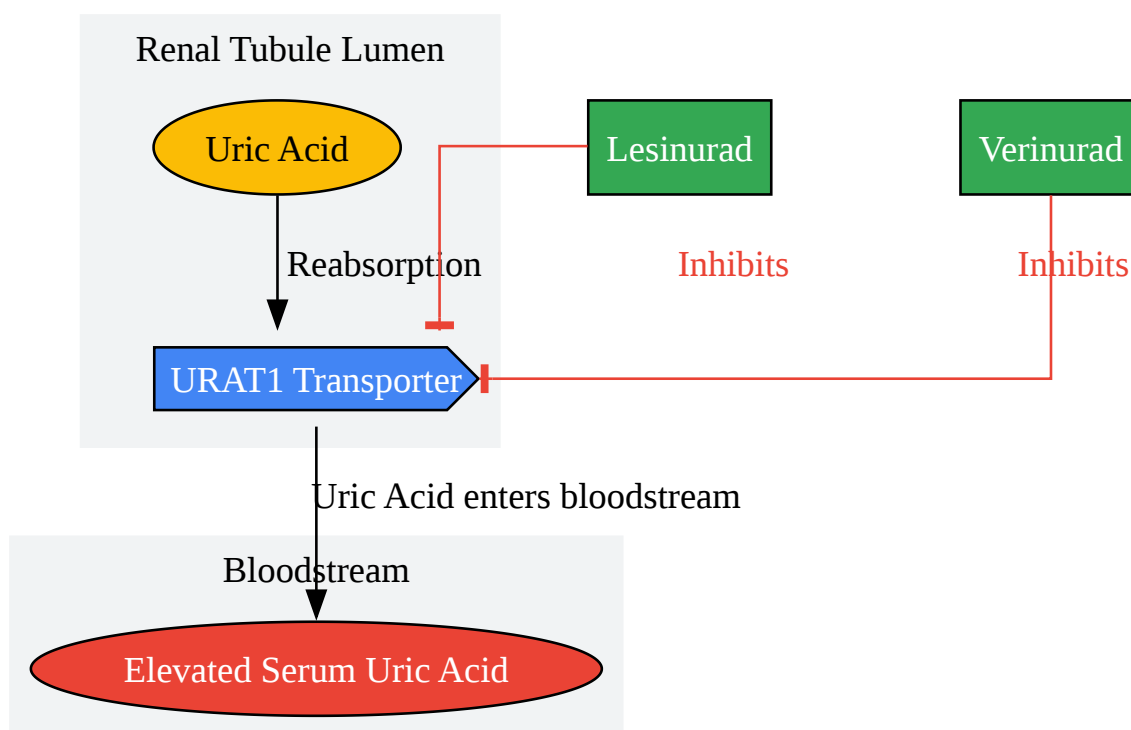 Renal Tubule Lumen
Uric Acid
Lesinurad
Verinurad
Reabsorption
Inhibits
Inhibits
URAT1 Transporter
Uric Acid enters bloodstream
Bloodstream
Elevated Serum Uric Acid